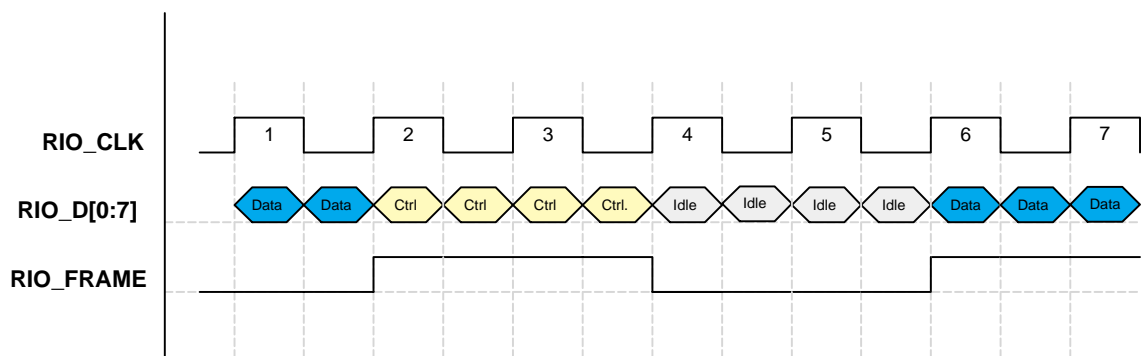 RIO_CLK 1 2 3 4 5 6 7
RIO_D[0:7] Data Data Ctrl Ctrl Ctrl Ctrl. Idle Idle Idle Idle Data Data Data
RIO_FRAME